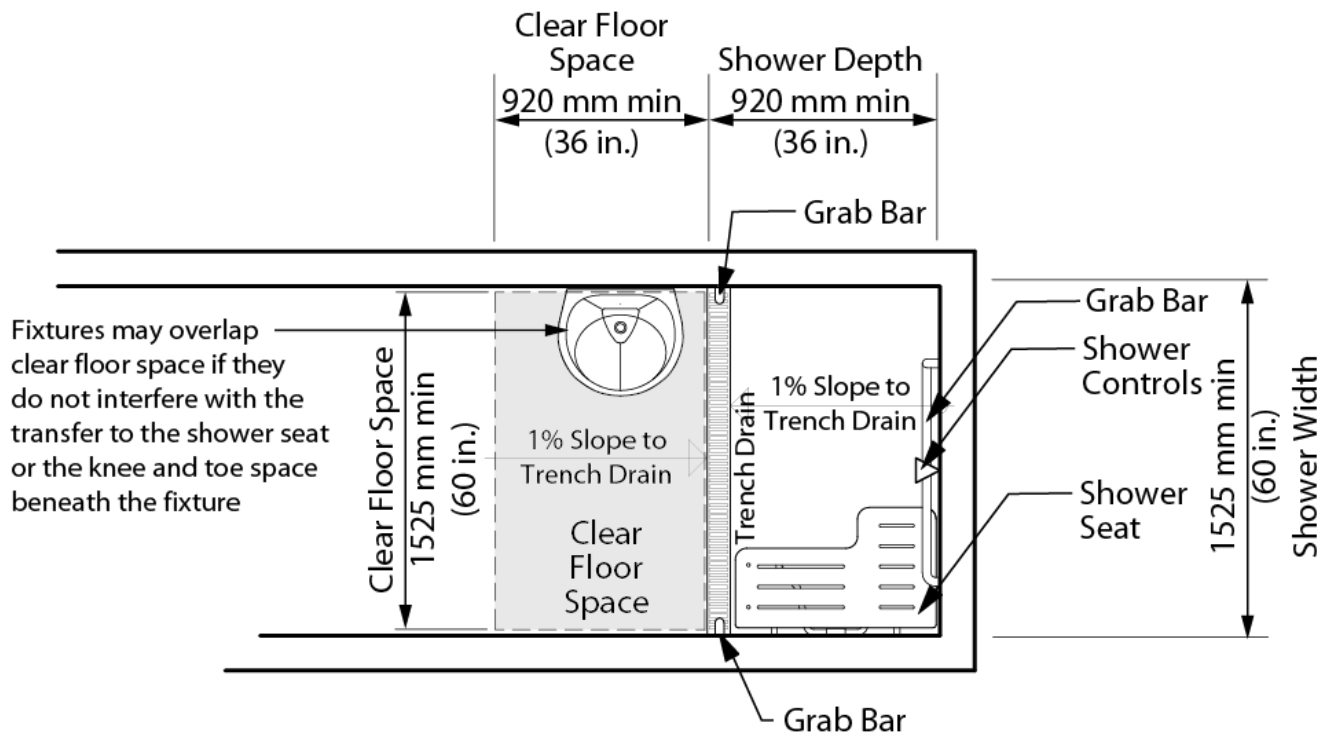 Clear Floor
Space
920 mm min
(36 in.)
Shower Depth
920 mm min
(36 in.)
Grab Bar
Fixtures may overlap
clear floor space if they
do not interfere with the
transfer to the shower seat
or the knee and toe space
beneath the fixture
Clear Floor Space
1525 mm min
(60 in.)
1% Slope to
Trench Drain
Clear
Floor
Space
Trench Drain
1% Slope to
Trench Drain
Grab Bar
Shower
Controls
Shower
Seat
1525 mm min
(60 in.)
Shower Width
Grab Bar